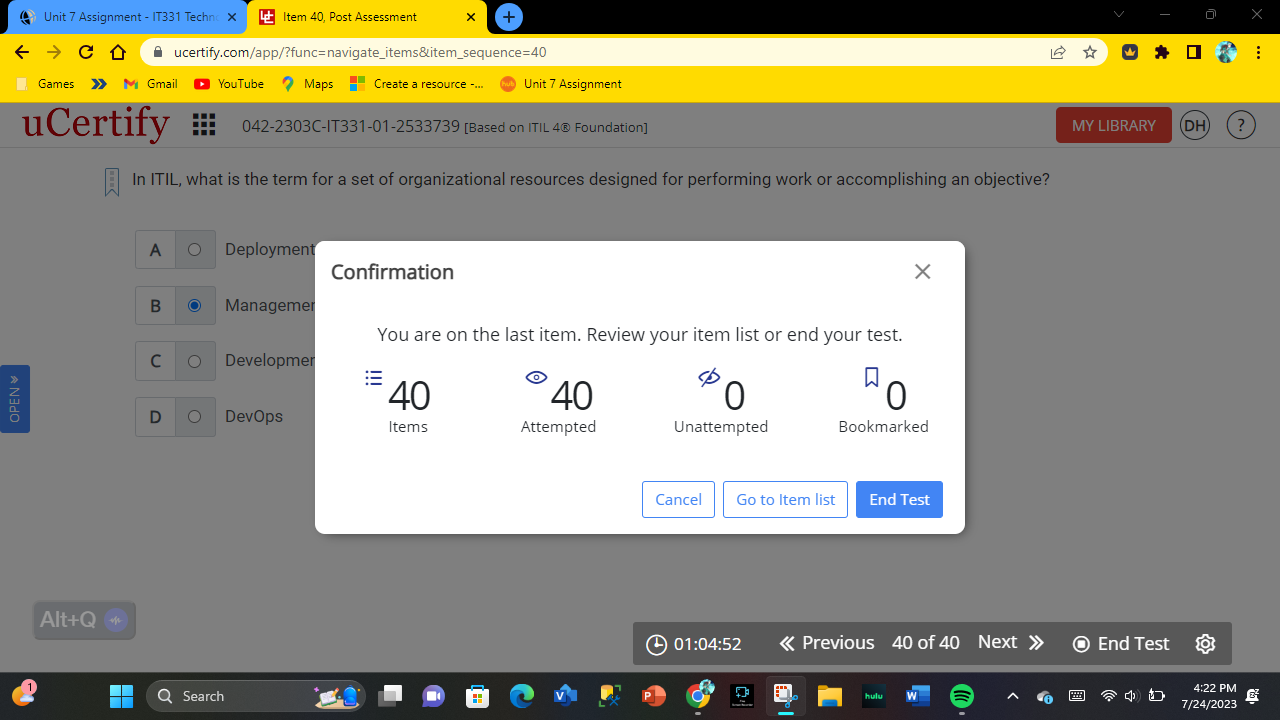 Unit 7 Assignment - IT331 Techno
Item 40, Post Assessment
ucertify.com/app/?func=navigate_items&item_sequence=40
Games
Gmail
YouTube
Maps
Create a resource -...
hub
Unit 7 Assignment
uCertify
042-2303C-IT331-01-2533739 [Based on ITIL 4® Foundation]
MY LIBRARY
DH
?
In ITIL, what is the term for a set of organizational resources designed for performing work or accomplishing an objective?
A
Deployment
B
C
D
DevOps
OPEN
Confirmation
You are on the last item. Review your item list or end your test.
40
Items
40
Attempted
0
Unattempted
0
Bookmarked
Cancel
Go to Item list
End Test
Alt+Q
01:04:52
Previous
40 of 40
Next
End Test
1
Search
hulu
4:22 PM
7/24/2023